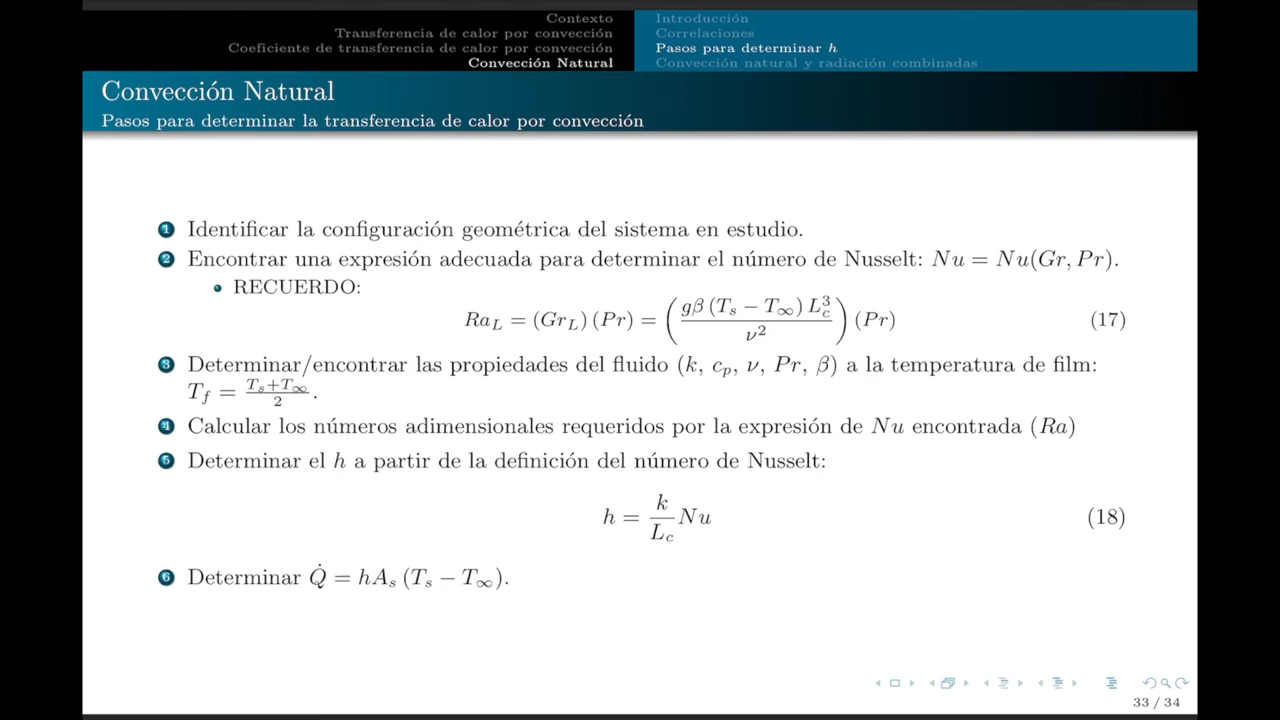 Contexto
Transferencia de calor por convección
Coeficiente de transferencia de calor por convección
Convección Natural
Introducción
Correlaciones
Pasos para determinar h
Convección natural y radiación combinadas
Convección Natural
Pasos para determinar la transferencia de calor por convección
1 Identificar la configuración geométrica del sistema en estudio.
2 Encontrar una expresión adecuada para determinar el número de Nusselt: Nu = Nu(Gr, Pr).
• RECUERDO:
Ra_L = (Gr_L) (Pr) = (gβ (T_s − T_∞) L_c^3 / ν^2) (Pr) (17)
3 Determinar/encontrar las propiedades del fluido (k, c_p, ν, Pr, β) a la temperatura de film:
T_f = (T_s+T_∞)/2 .
4 Calcular los números adimensionales requeridos por la expresión de Nu encontrada (Ra)
5 Determinar el h a partir de la definición del número de Nusselt:
h = k/L_c Nu (18)
6 Determinar Q̇ = hA_s (T_s − T_∞).
33 / 34